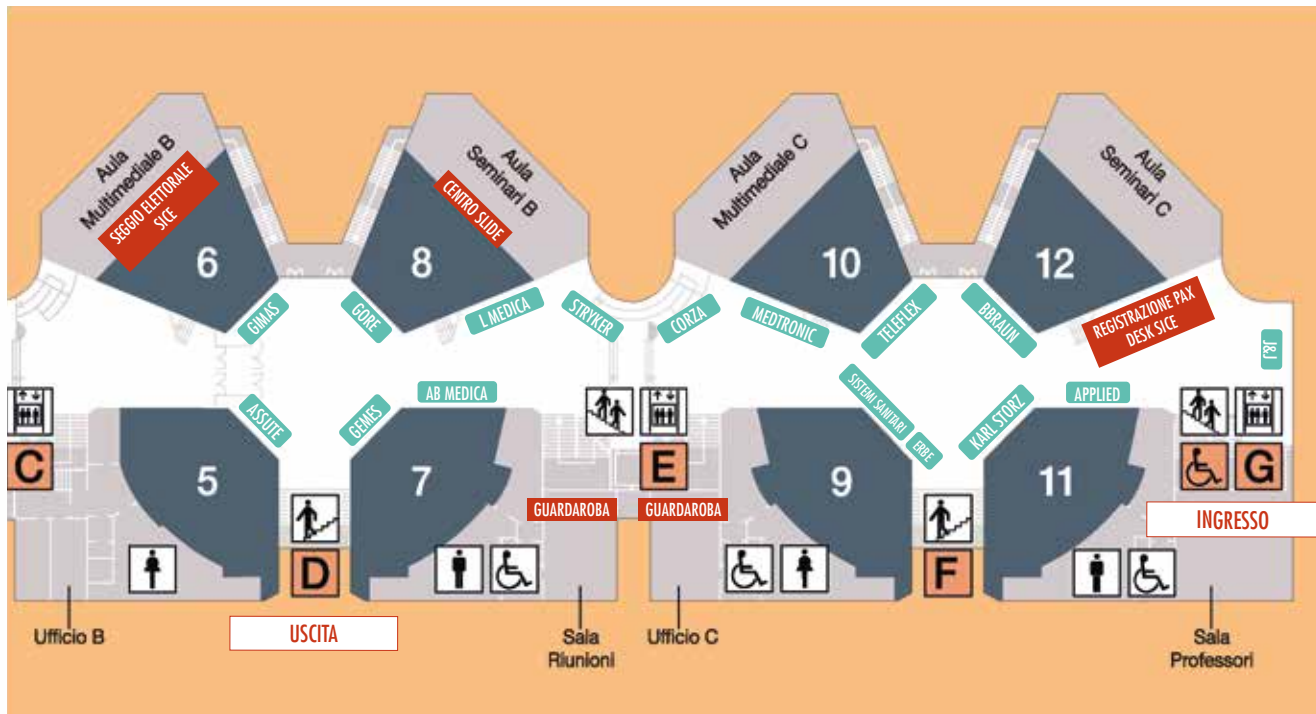 Aula
Multimediale B
SEGGIO ELETTORALE
SICE
6
Aula
Seminari B
CENTRO SLIDE
8
Aula
Multimediale C
10
Aula
Seminari C
12
REGISTRAZIONE PAX
DESK SICE
GIMAS
GORE
L MEDICA
STRYKER
CORZA
MEDTRONIC
TELEFLEX
BBRAUN
J&J
ASSUTE
GEMES
AB MEDICA
SISTEMI SANITARI
ERBE
KARL STORZ
APPLIED
C
5
7
E
9
11
G
GUARDAROBA
GUARDAROBA
INGRESSO
D
F
Ufficio B
USCITA
Sala
Riunioni
Ufficio C
Sala
Professori